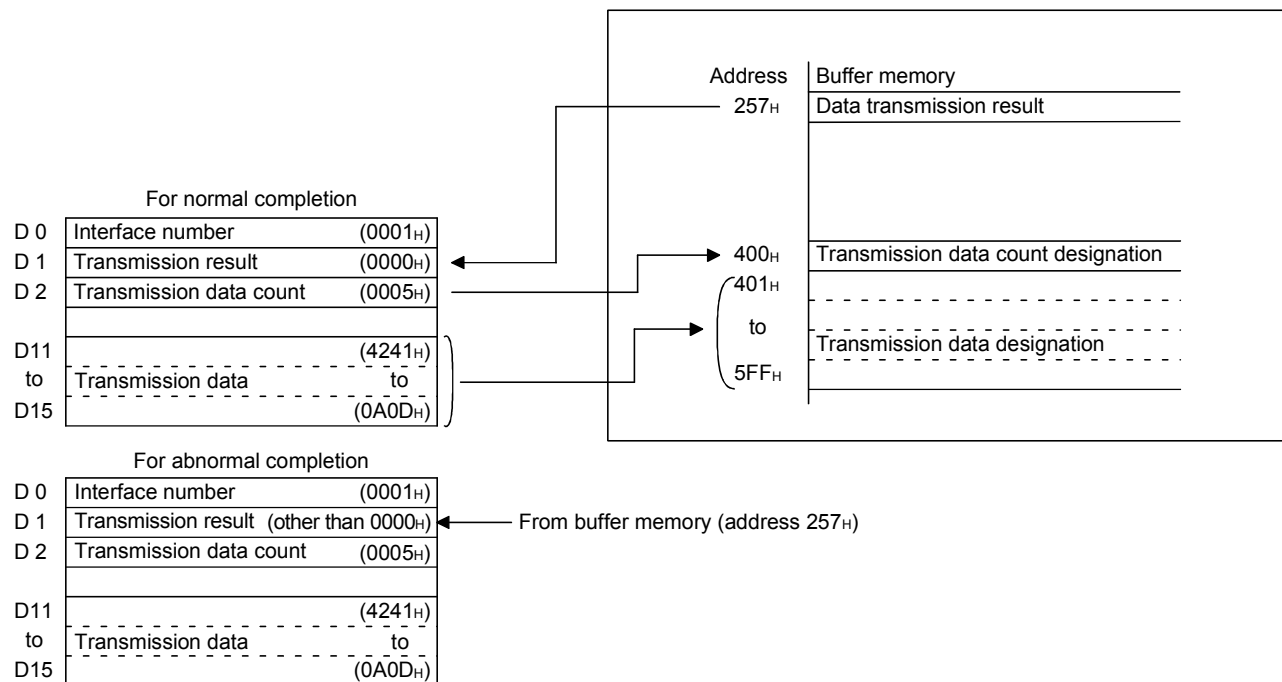 Address Buffer memory
257H Data transmission result
For normal completion
D 0 Interface number (0001H)
D 1 Transmission result (0000H)
D 2 Transmission data count (0005H)
D11 (4241H)
to Transmission data to
D15 (0A0DH)
400H Transmission data count designation
401H
to
Transmission data designation
5FFH
For abnormal completion
D 0 Interface number (0001H)
D 1 Transmission result (other than 0000H) From buffer memory (address 257H)
D 2 Transmission data count (0005H)
D11 (4241H)
to Transmission data to
D15 (0A0DH)